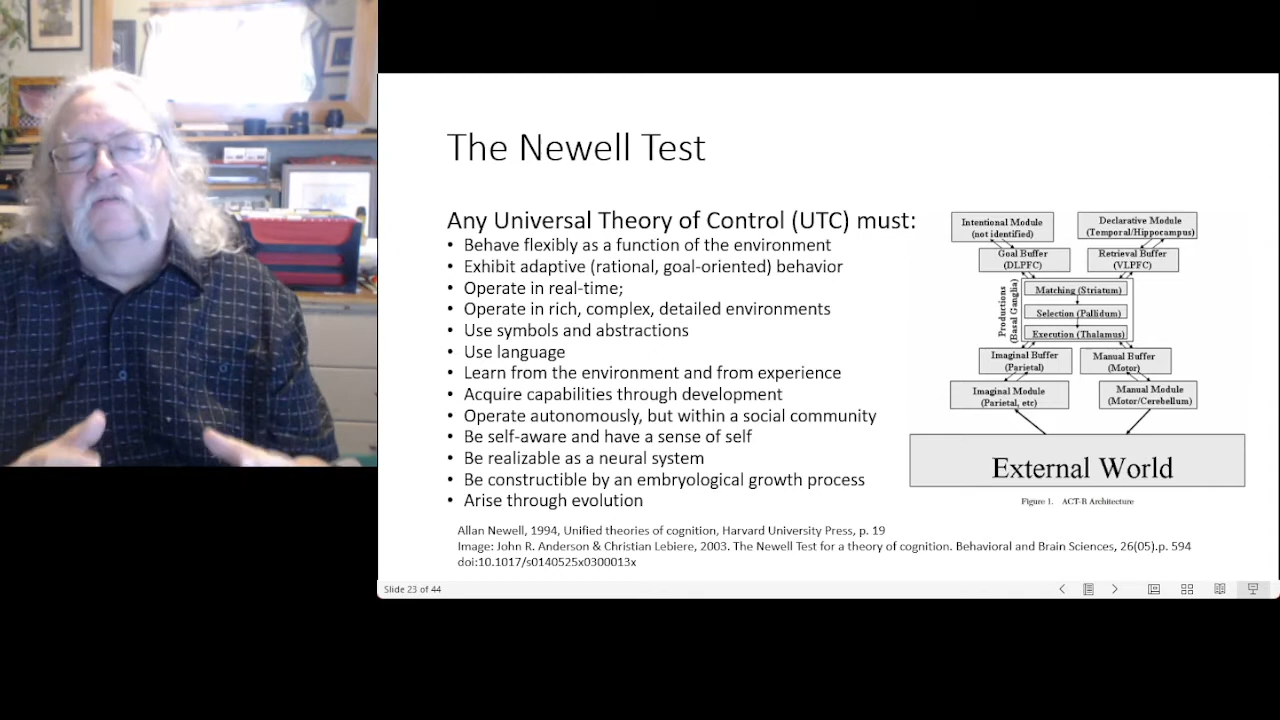 The Newell Test
Any Universal Theory of Control (UTC) must:
• Behave flexibly as a function of the environment
• Exhibit adaptive (rational, goal-oriented) behavior
• Operate in real-time;
• Operate in rich, complex, detailed environments
• Use symbols and abstractions
• Use language
• Learn from the environment and from experience
• Acquire capabilities through development
• Operate autonomously, but within a social community
• Be self-aware and have a sense of self
• Be realizable as a neural system
• Be constructible by an embryological growth process
• Arise through evolution
Intentional Module
(not identified)
Declarative Module
(Temporal/Hippocampus)
Goal Buffer
(DLPFC)
Retrieval Buffer
(VLPFC)
Productions
(Basal Ganglia)
Matching (Striatum)
Selection (Pallidum)
Execution (Thalamus)
Imaginal Buffer
(Parietal)
Manual Buffer
(Motor)
Imaginal Module
(Parietal, etc)
Manual Module
(Motor/Cerebellum)
External World
Figure 1. ACT-R Architecture
Allan Newell, 1994, Unified theories of cognition, Harvard University Press, p. 19
Image: John R. Anderson & Christian Lebiere, 2003. The Newell Test for a theory of cognition. Behavioral and Brain Sciences, 26(05).p. 594
doi:10.1017/s0140525x0300013x
Slide 23 of 44